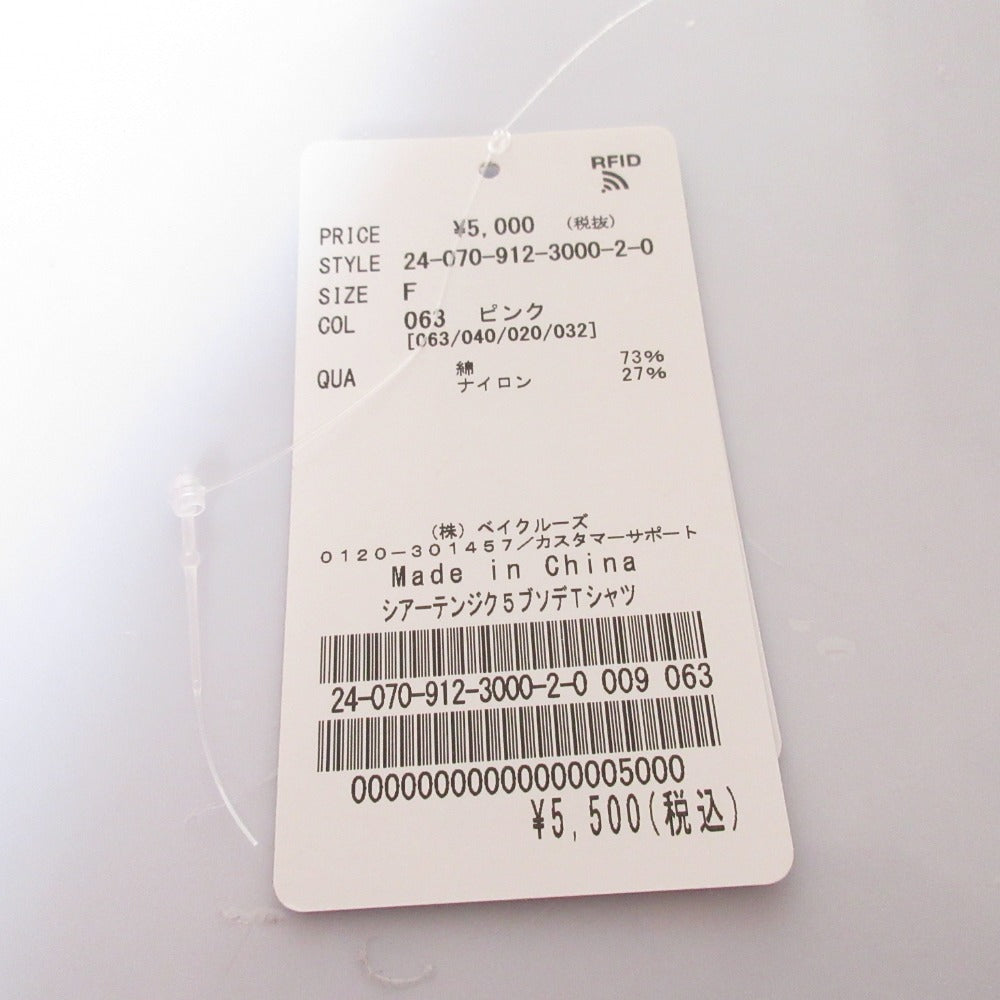 RFID
PRICE ¥5,000 (税抜)
STYLE 24-070-912-3000-2-0
SIZE F
COL 063 ピンク
[063/040/020/032]
QUA 綿 73%
ナイロン 27%
(株)ベイクルーズ
0120-301457/カスタマーサポート
Made in China
シアーテンジク5ブソデTシャツ
24-070-912-3000-2-0 009 063
00000000000000005000
¥5,500(税込)